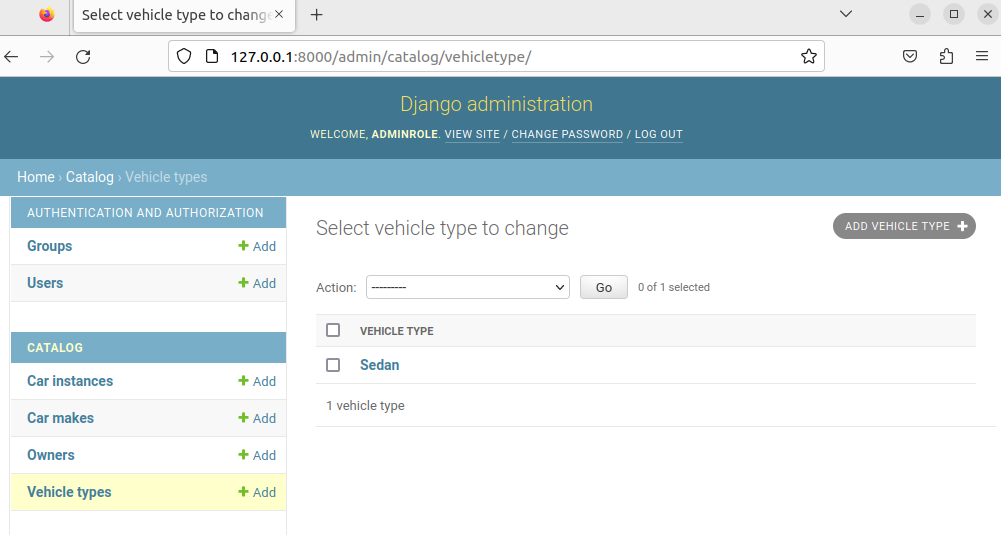 Select vehicle type to change
127.0.0.1:8000/admin/catalog/vehicletype/
Django administration
WELCOME, ADMINROLE. VIEW SITE / CHANGE PASSWORD / LOG OUT
Home › Catalog › Vehicle types
AUTHENTICATION AND AUTHORIZATION
Groups Add
Users Add
CATALOG
Car instances Add
Car makes Add
Owners Add
Vehicle types Add
Select vehicle type to change
ADD VEHICLE TYPE
Action: --------- Go 0 of 1 selected
VEHICLE TYPE
Sedan
1 vehicle type